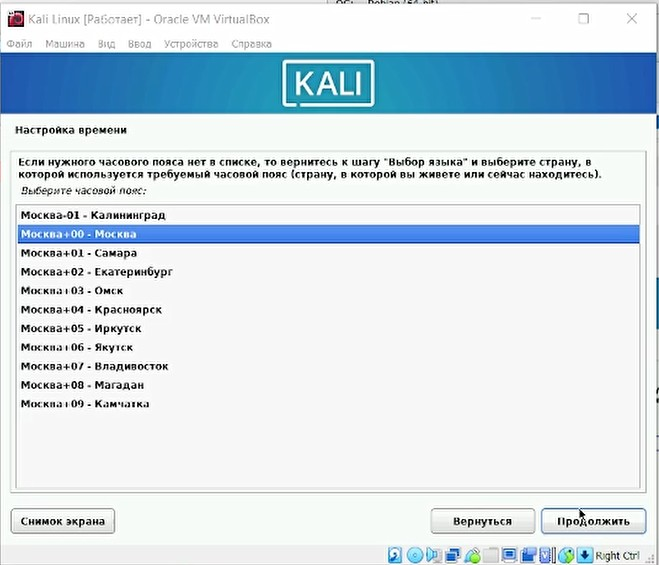 Debian (64-bit)
Kali Linux [Работает] - Oracle VM VirtualBox
Файл Машина Вид Ввод Устройства Справка
KALI
Настройка времени
Если нужного часового пояса нет в списке, то вернитесь к шагу "Выбор языка" и выберите страну, в
которой используется требуемый часовой пояс (страну, в которой вы живете или сейчас находитесь).
Выберите часовой пояс:
Москва-01 - Калининград
Москва+00 - Москва
Москва+01 - Самара
Москва+02 - Екатеринбург
Москва+03 - Омск
Москва+04 - Красноярск
Москва+05 - Иркутск
Москва+06 - Якутск
Москва+07 - Владивосток
Москва+08 - Магадан
Москва+09 - Камчатка
Снимок экрана Вернуться Продолжить
Right Ctrl